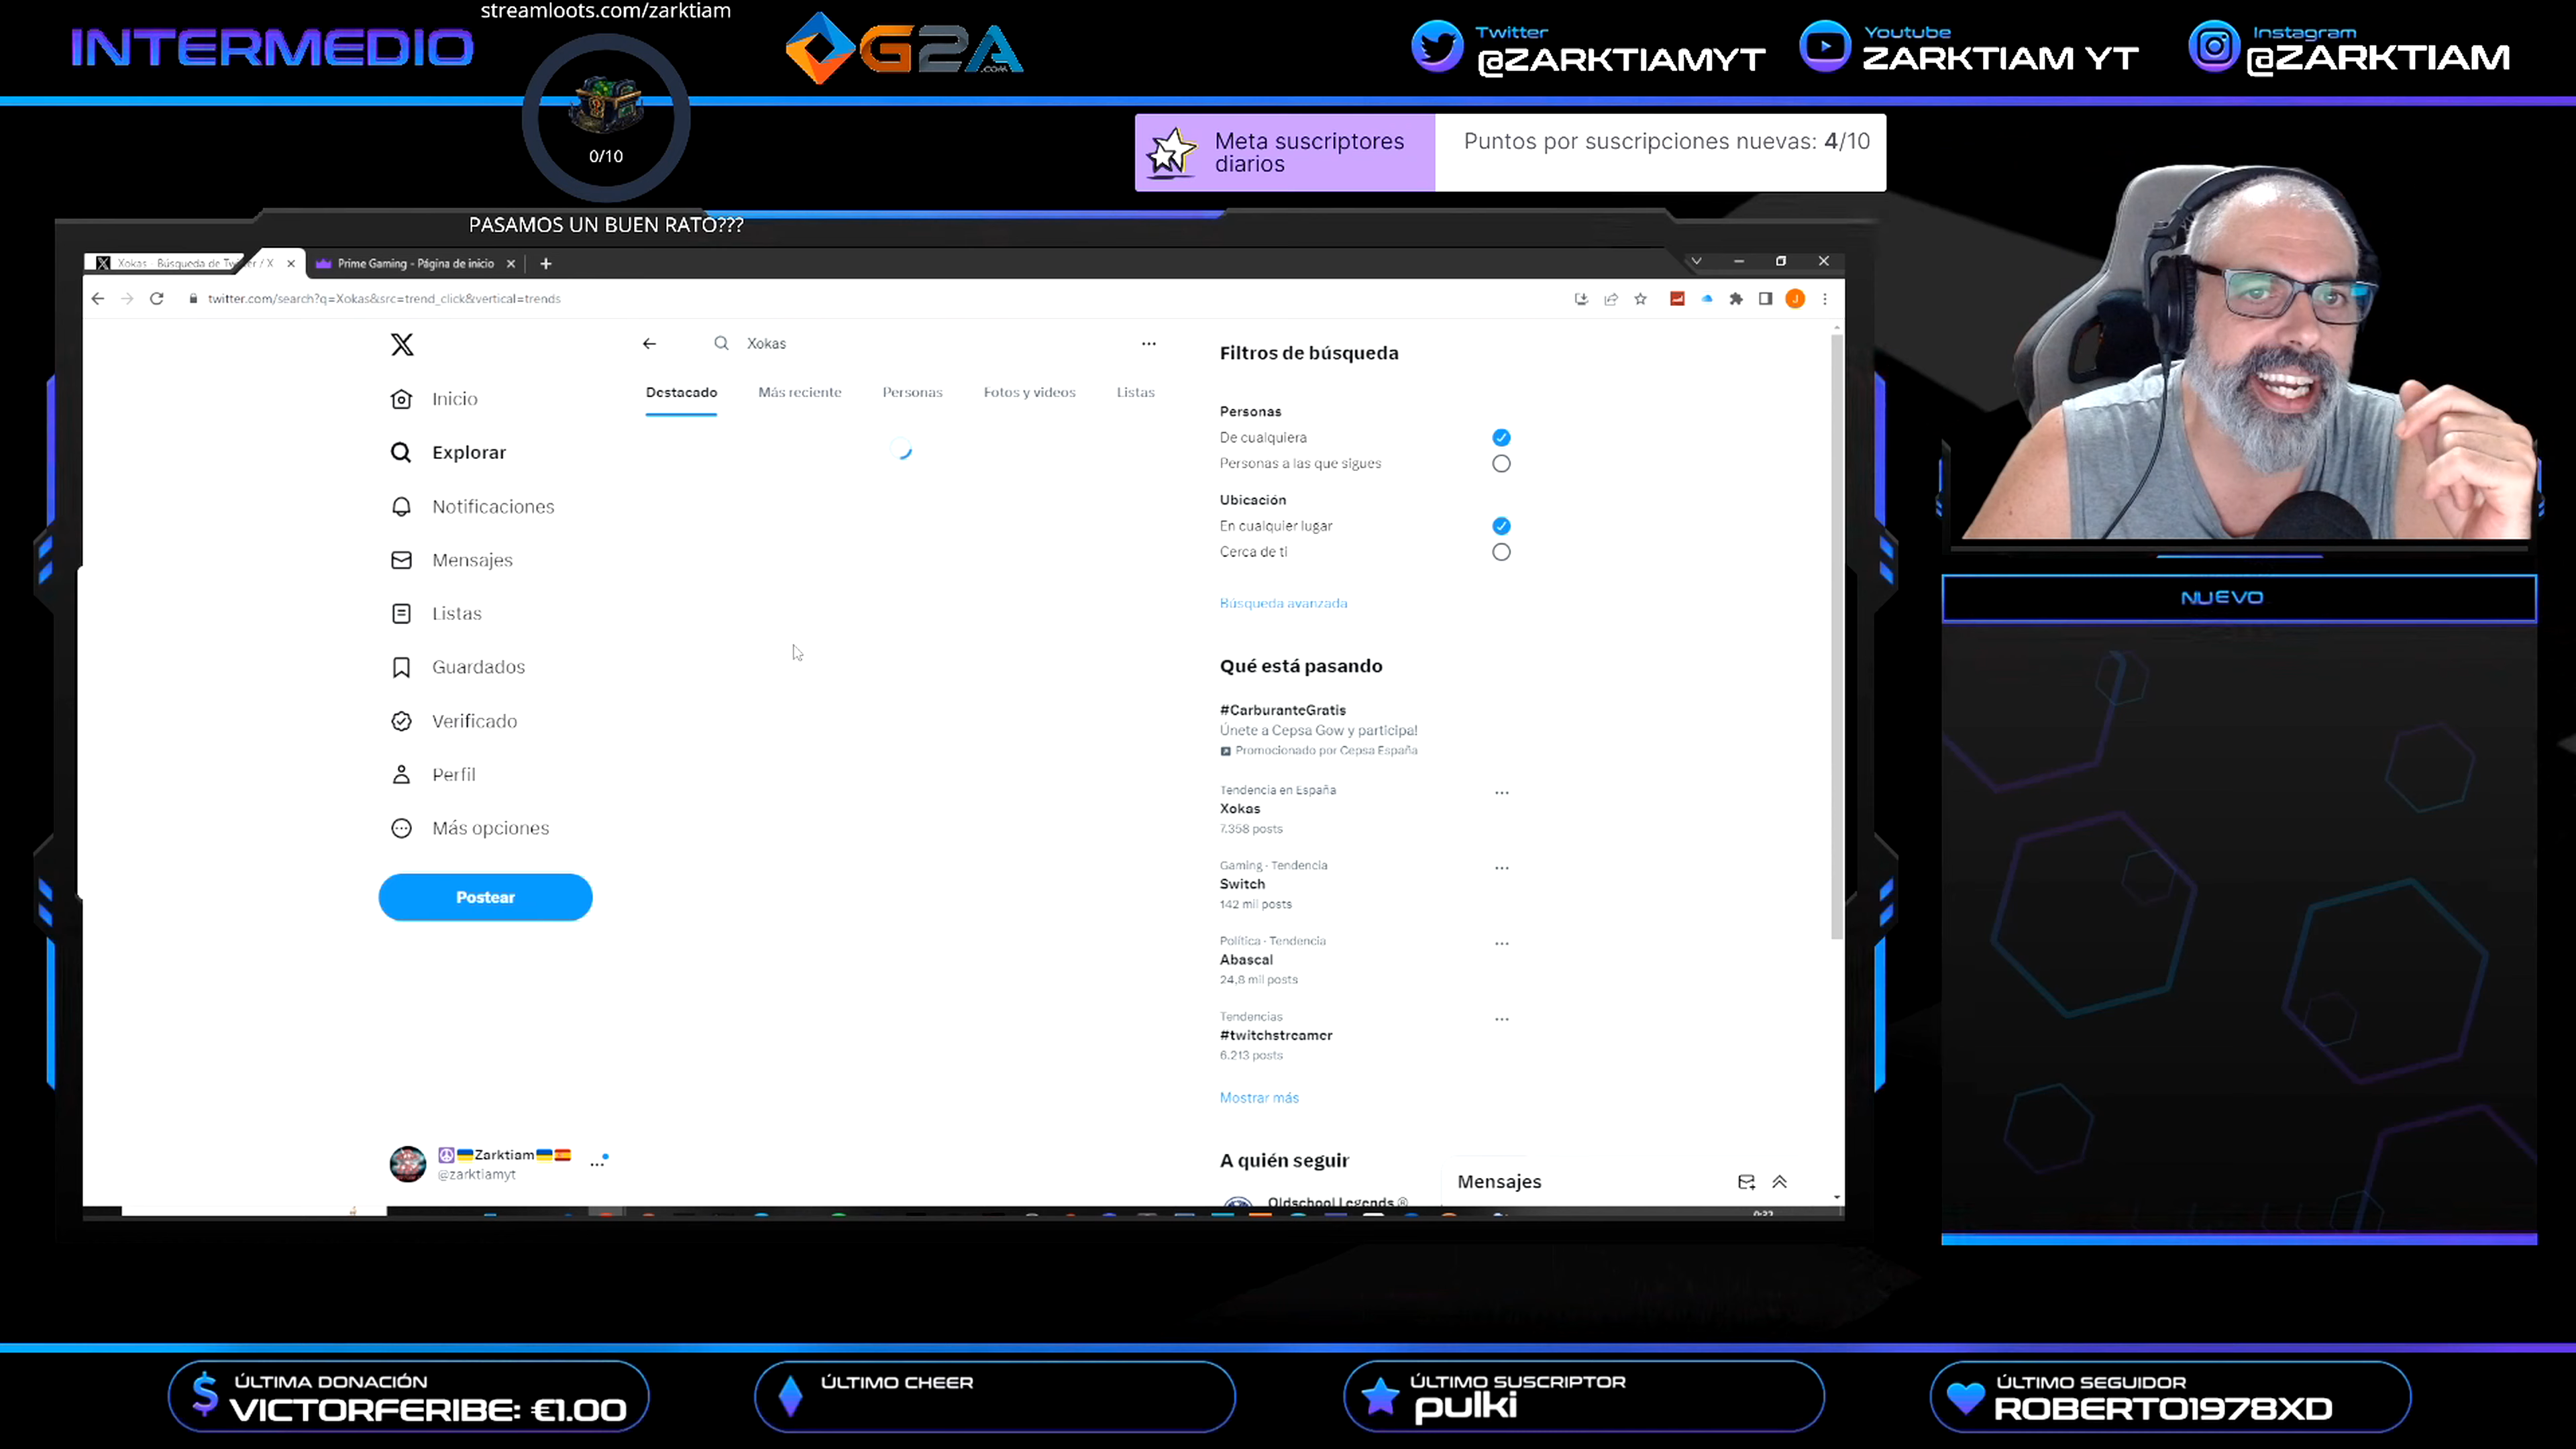 streamloots.com/zarktiam
INTERMEDIO
G2A
.COM
Twitter
@ZARKTIAMYT
Youtube
ZARKTIAM YT
Instagram
@ZARKTIAM
0/10
Meta suscriptores
diarios
Puntos por suscripciones nuevas: 4/10
PASAMOS UN BUEN RATO???
Xokas - Búsqueda de Twitter / X
Prime Gaming - Página de inicio
twitter.com/search?q=Xokas&src=trend_click&vertical=trends
J
Xokas
Destacado
Más reciente
Personas
Fotos y videos
Listas
Inicio
Explorar
Notificaciones
Mensajes
Listas
Guardados
Verificado
Perfil
Más opciones
Postear
Zarktiam
@zarktiamyt
Filtros de búsqueda
Personas
De cualquiera
Personas a las que sigues
Ubicación
En cualquier lugar
Cerca de ti
Búsqueda avanzada
Qué está pasando
#CarburanteGratis
Únete a Cepsa Gow y participa!
Promocionado por Cepsa España
Tendencia en España
Xokas
7.358 posts
Gaming · Tendencia
Switch
142 mil posts
Política · Tendencia
Abascal
24,8 mil posts
Tendencias
#twitchstreamer
6.213 posts
Mostrar más
A quién seguir
Oldschool Legends ®
Mensajes
NUEVO
ÚLTIMA DONACIÓN
VICTORFERIBE: €1.00
ÚLTIMO CHEER
ÚLTIMO SUSCRIPTOR
pulki
ÚLTIMO SEGUIDOR
ROBERTO1978XD